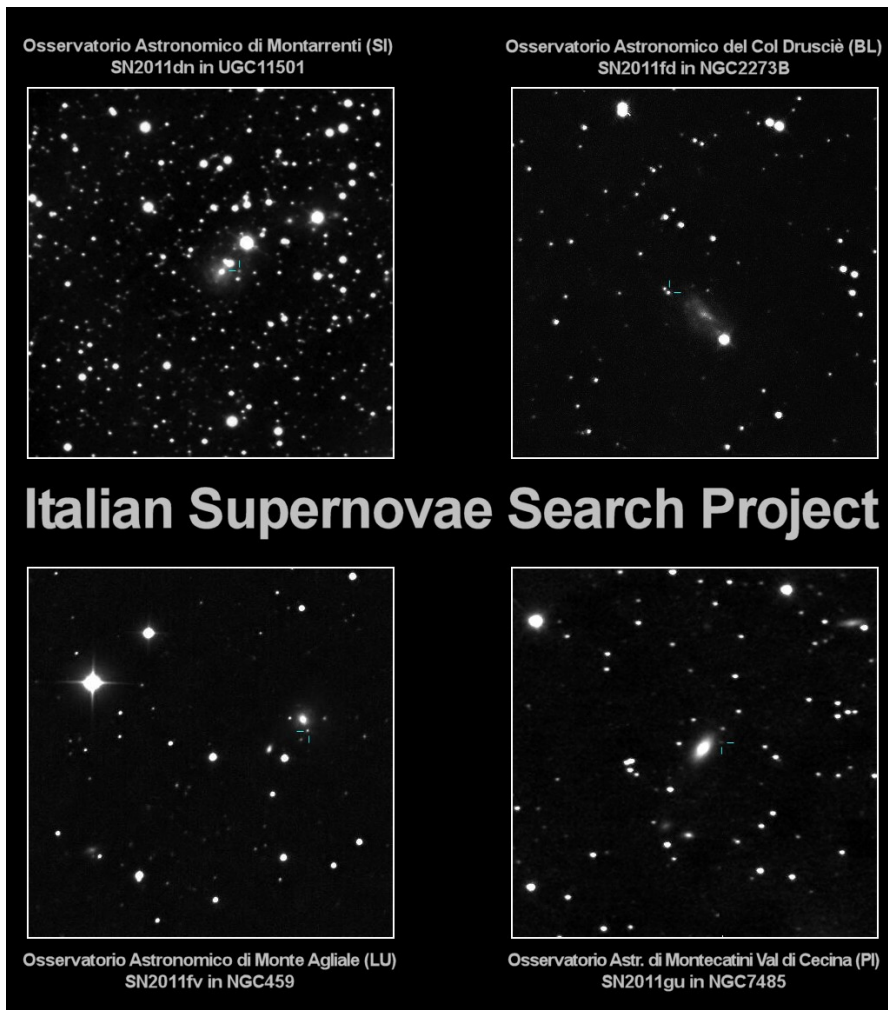 Osservatorio Astronomico di Montarrenti (SI)
SN2011dn in UGC11501
Osservatorio Astronomico del Col Drusciè (BL)
SN2011fd in NGC2273B
Italian Supernovae Search Project
Osservatorio Astronomico di Monte Agliale (LU)
SN2011fv in NGC459
Osservatorio Astr. di Montecatini Val di Cecina (PI)
SN2011gu in NGC7485